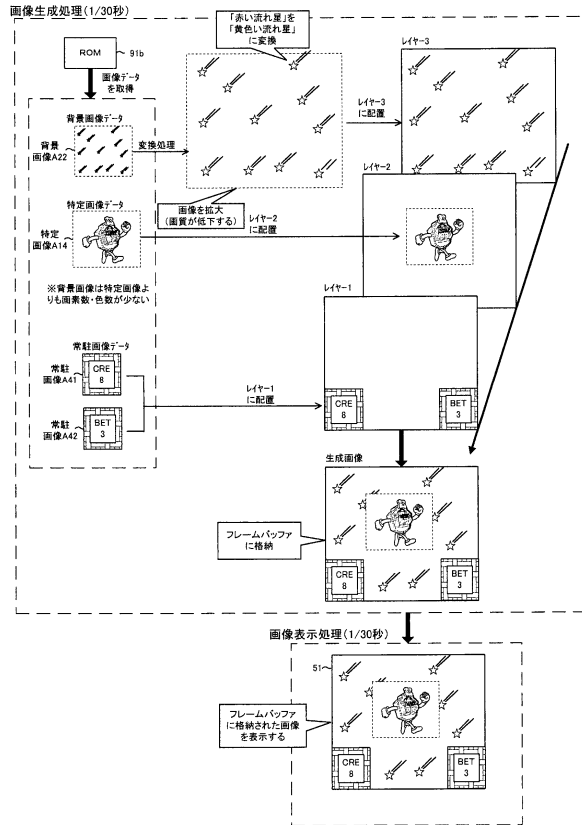 画像生成処理(1/30秒)
ROM
91b
画像データ
を取得
「赤い流れ星」を
「黄色い流れ星」
に変換
レイヤー3
背景画像データ
背景
画像A22
変換処理
レイヤー3
に配置
画像を拡大
(画質が低下する)
レイヤー2
特定画像データ
特定
画像A14
レイヤー2
に配置
※背景画像は特定画像よ
りも画素数・色数が少ない
レイヤー1
常駐画像データ
常駐
画像A41
CRE
8
常駐
画像A42
BET
3
レイヤー1
に配置
CRE
8
BET
3
生成画像
フレームバッファ
に格納
CRE
8
BET
3
画像表示処理(1/30秒)
51
フレームバッファ
に格納された画像
を表示する
CRE
8
BET
3